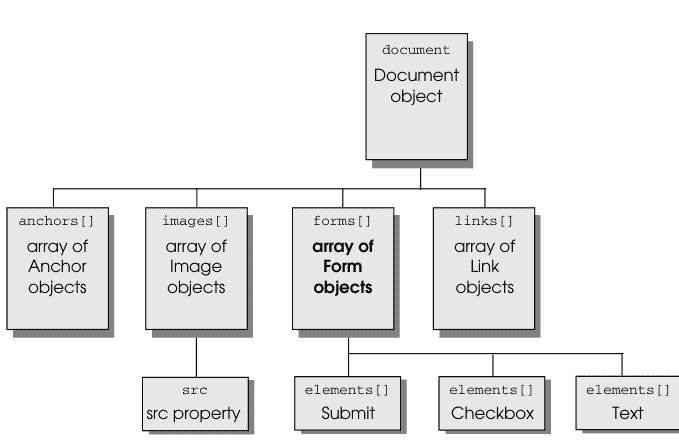 document
Document
object
anchors[]
array of
Anchor
objects
images[]
array of
Image
objects
forms[]
array of
Form
objects
links[]
array of
Link
objects
src
src property
elements[]
Submit
elements[]
Checkbox
elements[]
Text